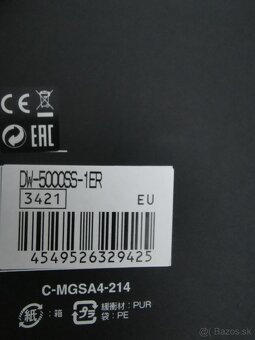 CE
EAC
DW-5000SS-1ER
3421
EU
4549526329425
C-MGSA4-214
紙：箱
緩衝材：PUR
袋：PE
Bazos.sk